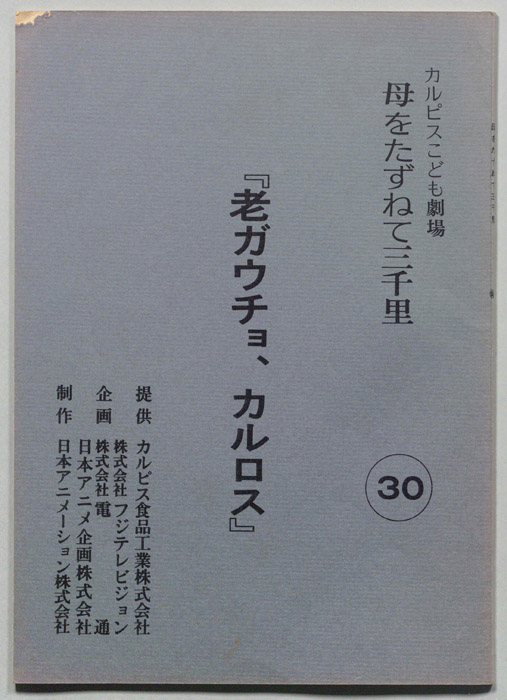 カルピスこども劇場
母をたずねて三千里
30
『老ガウチョ、カルロス』
提供 カルピス食品工業株式会社
企画 株式会社フジテレビジョン
株式会社電通
日本アニメ企画株式会社
制作 日本アニメーション株式会社